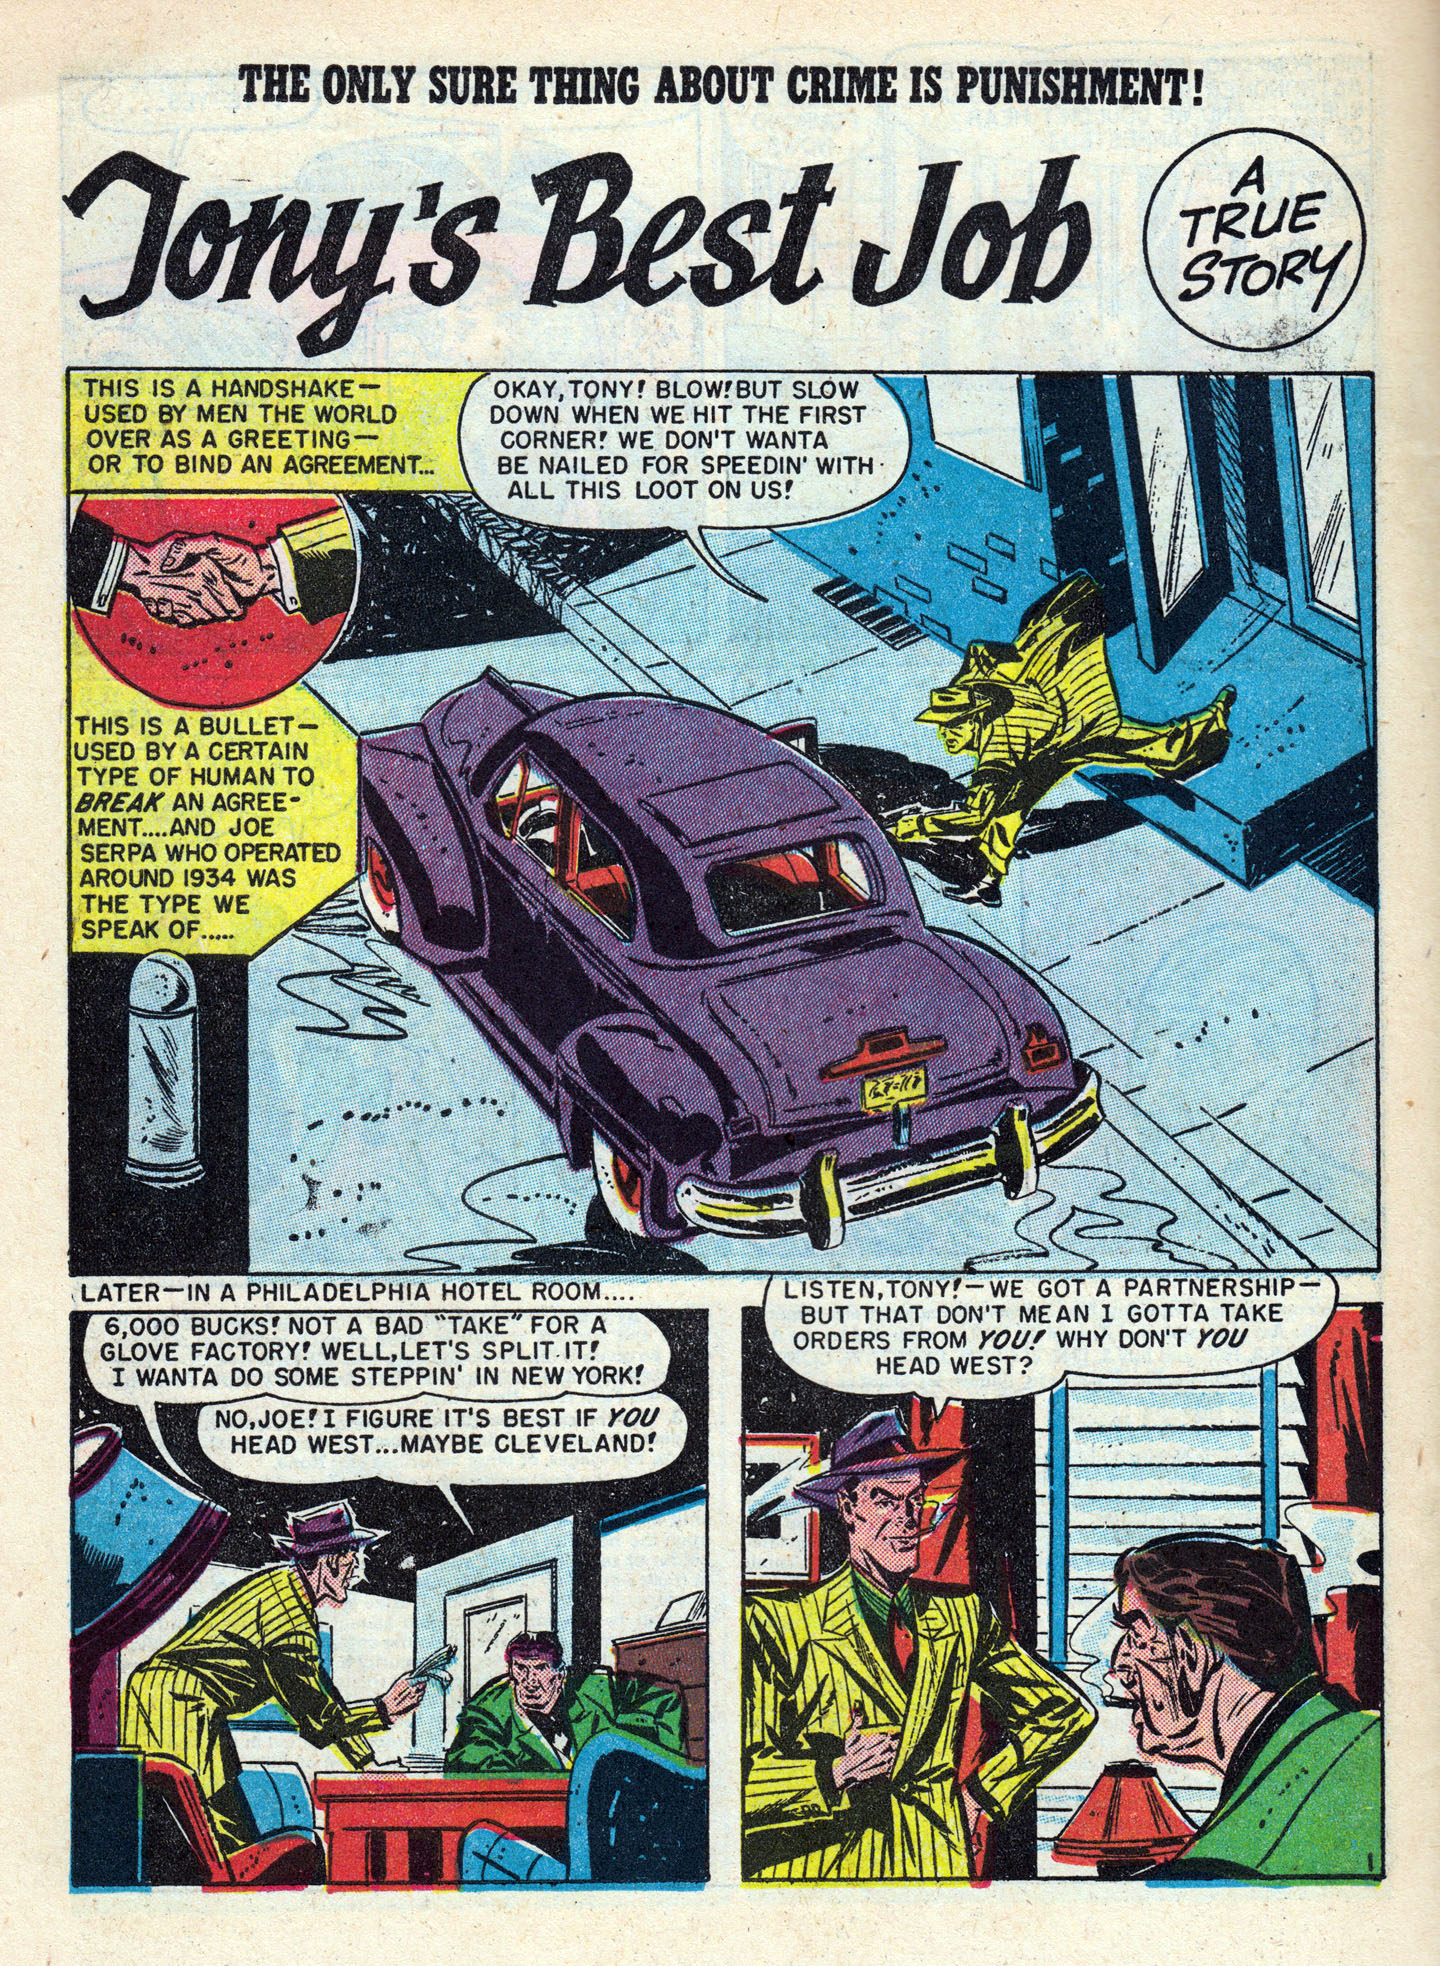 THE ONLY SURE THING ABOUT CRIME IS PUNISHMENT!
Tony's Best Job
A
TRUE
STORY
THIS IS A HANDSHAKE—
USED BY MEN THE WORLD
OVER AS A GREETING—
OR TO BIND AN AGREEMENT...
OKAY, TONY! BLOW! BUT SLOW
DOWN WHEN WE HIT THE FIRST
CORNER! WE DON'T WANTA
BE NAILED FOR SPEEDIN' WITH
ALL THIS LOOT ON US!
THIS IS A BULLET—
USED BY A CERTAIN
TYPE OF HUMAN TO
BREAK AN AGREE-
MENT....AND JOE
SERPA WHO OPERATED
AROUND 1934 WAS
THE TYPE WE
SPEAK OF.....
LATER—IN A PHILADELPHIA HOTEL ROOM....
6,000 BUCKS! NOT A BAD "TAKE" FOR A
GLOVE FACTORY! WELL, LET'S SPLIT IT!
I WANTA DO SOME STEPPIN' IN NEW YORK!
NO, JOE! I FIGURE IT'S BEST IF YOU
HEAD WEST...MAYBE CLEVELAND!
LISTEN, TONY!—WE GOT A PARTNERSHIP—
BUT THAT DON'T MEAN I GOTTA TAKE
ORDERS FROM YOU! WHY DON'T YOU
HEAD WEST?
1